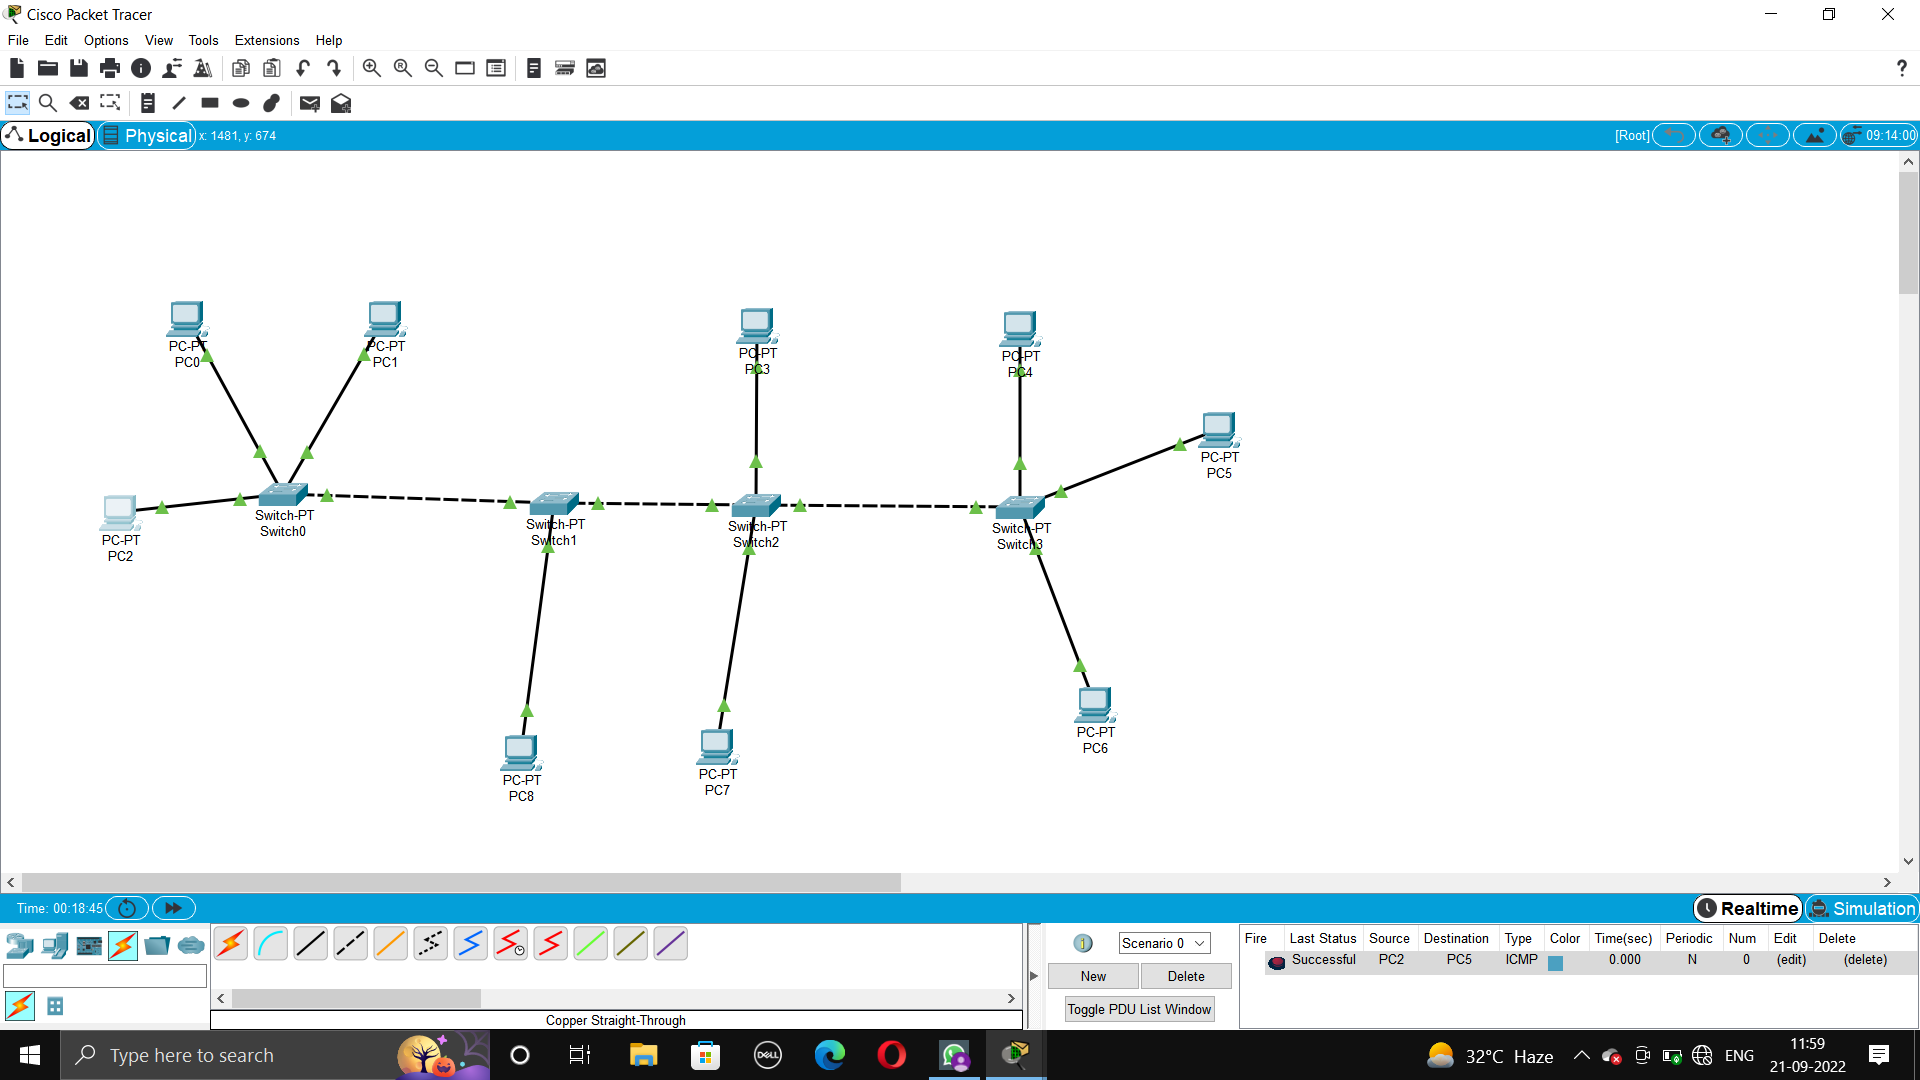 Cisco Packet Tracer
File Edit Options View Tools Extensions Help
?
Logical Physical x: 1481, y: 674 [Root] 09:14:00
PC-PT
PC0
PC-PT
PC1
PC-PT
PC3
PC-PT
PC4
PC-PT
PC5
PC-PT
PC2
Switch-PT
Switch0
Switch-PT
Switch1
Switch-PT
Switch2
Switch-PT
Switch3
PC-PT
PC6
PC-PT
PC8
PC-PT
PC7
Time: 00:18:45 Realtime Simulation
Scenario 0
New Delete
Toggle PDU List Window
Fire Last Status Source Destination Type Color Time(sec) Periodic Num Edit Delete
Successful PC2 PC5 ICMP 0.000 N 0 (edit) (delete)
Copper Straight-Through
Type here to search
DELL
32°C Haze
ENG
11:59
21-09-2022